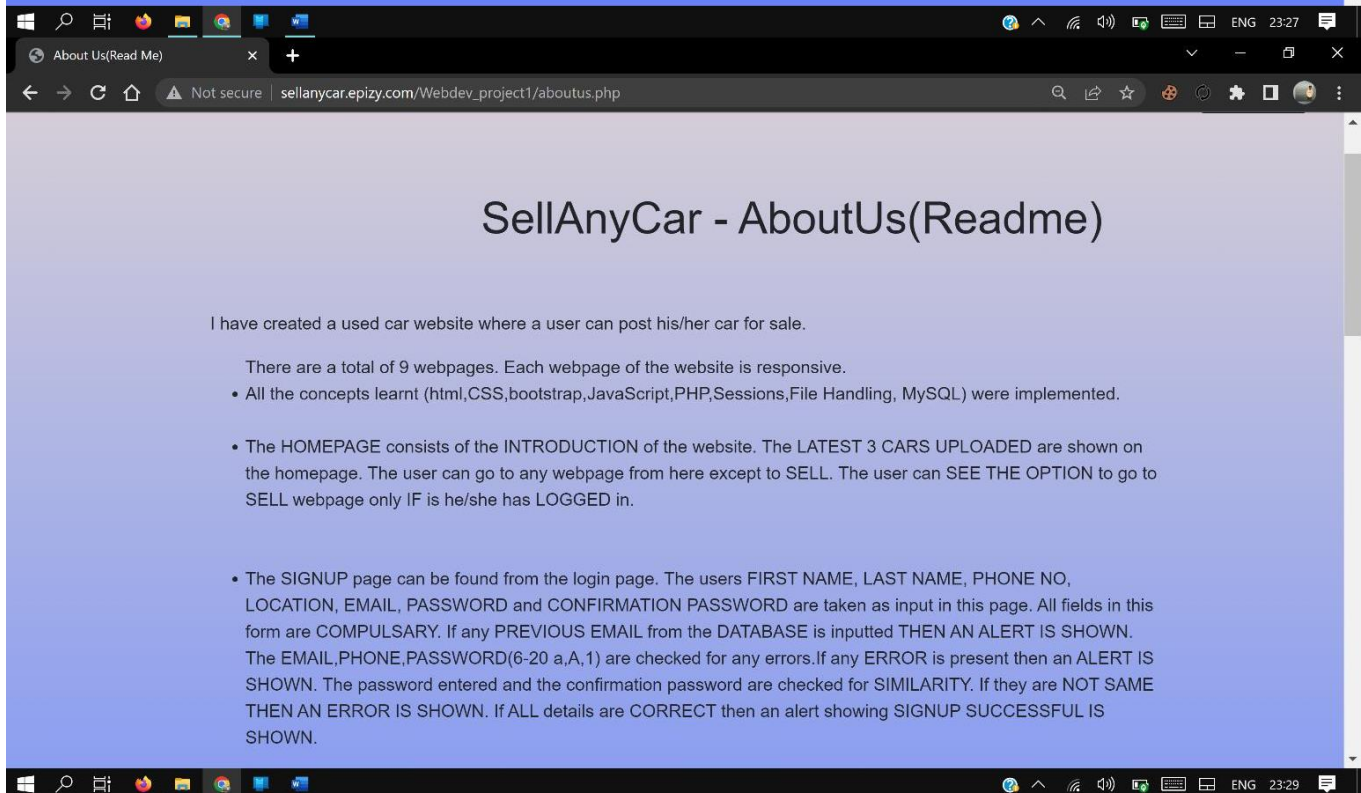 ENG 23:27
About Us(Read Me)
Not secure | sellanycar.epizy.com/Webdev_project1/aboutus.php
SellAnyCar - AboutUs(Readme)
I have created a used car website where a user can post his/her car for sale.
There are a total of 9 webpages. Each webpage of the website is responsive.
• All the concepts learnt (html,CSS,bootstrap,JavaScript,PHP,Sessions,File Handling, MySQL) were implemented.
• The HOMEPAGE consists of the INTRODUCTION of the website. The LATEST 3 CARS UPLOADED are shown on
the homepage. The user can go to any webpage from here except to SELL. The user can SEE THE OPTION to go to
SELL webpage only IF is he/she has LOGGED in.
• The SIGNUP page can be found from the login page. The users FIRST NAME, LAST NAME, PHONE NO,
LOCATION, EMAIL, PASSWORD and CONFIRMATION PASSWORD are taken as input in this page. All fields in this
form are COMPULSARY. If any PREVIOUS EMAIL from the DATABASE is inputted THEN AN ALERT IS SHOWN.
The EMAIL,PHONE,PASSWORD(6-20 a,A,1) are checked for any errors.If any ERROR is present then an ALERT IS
SHOWN. The password entered and the confirmation password are checked for SIMILARITY. If they are NOT SAME
THEN AN ERROR IS SHOWN. If ALL details are CORRECT then an alert showing SIGNUP SUCCESSFUL IS
SHOWN.
ENG 23:29